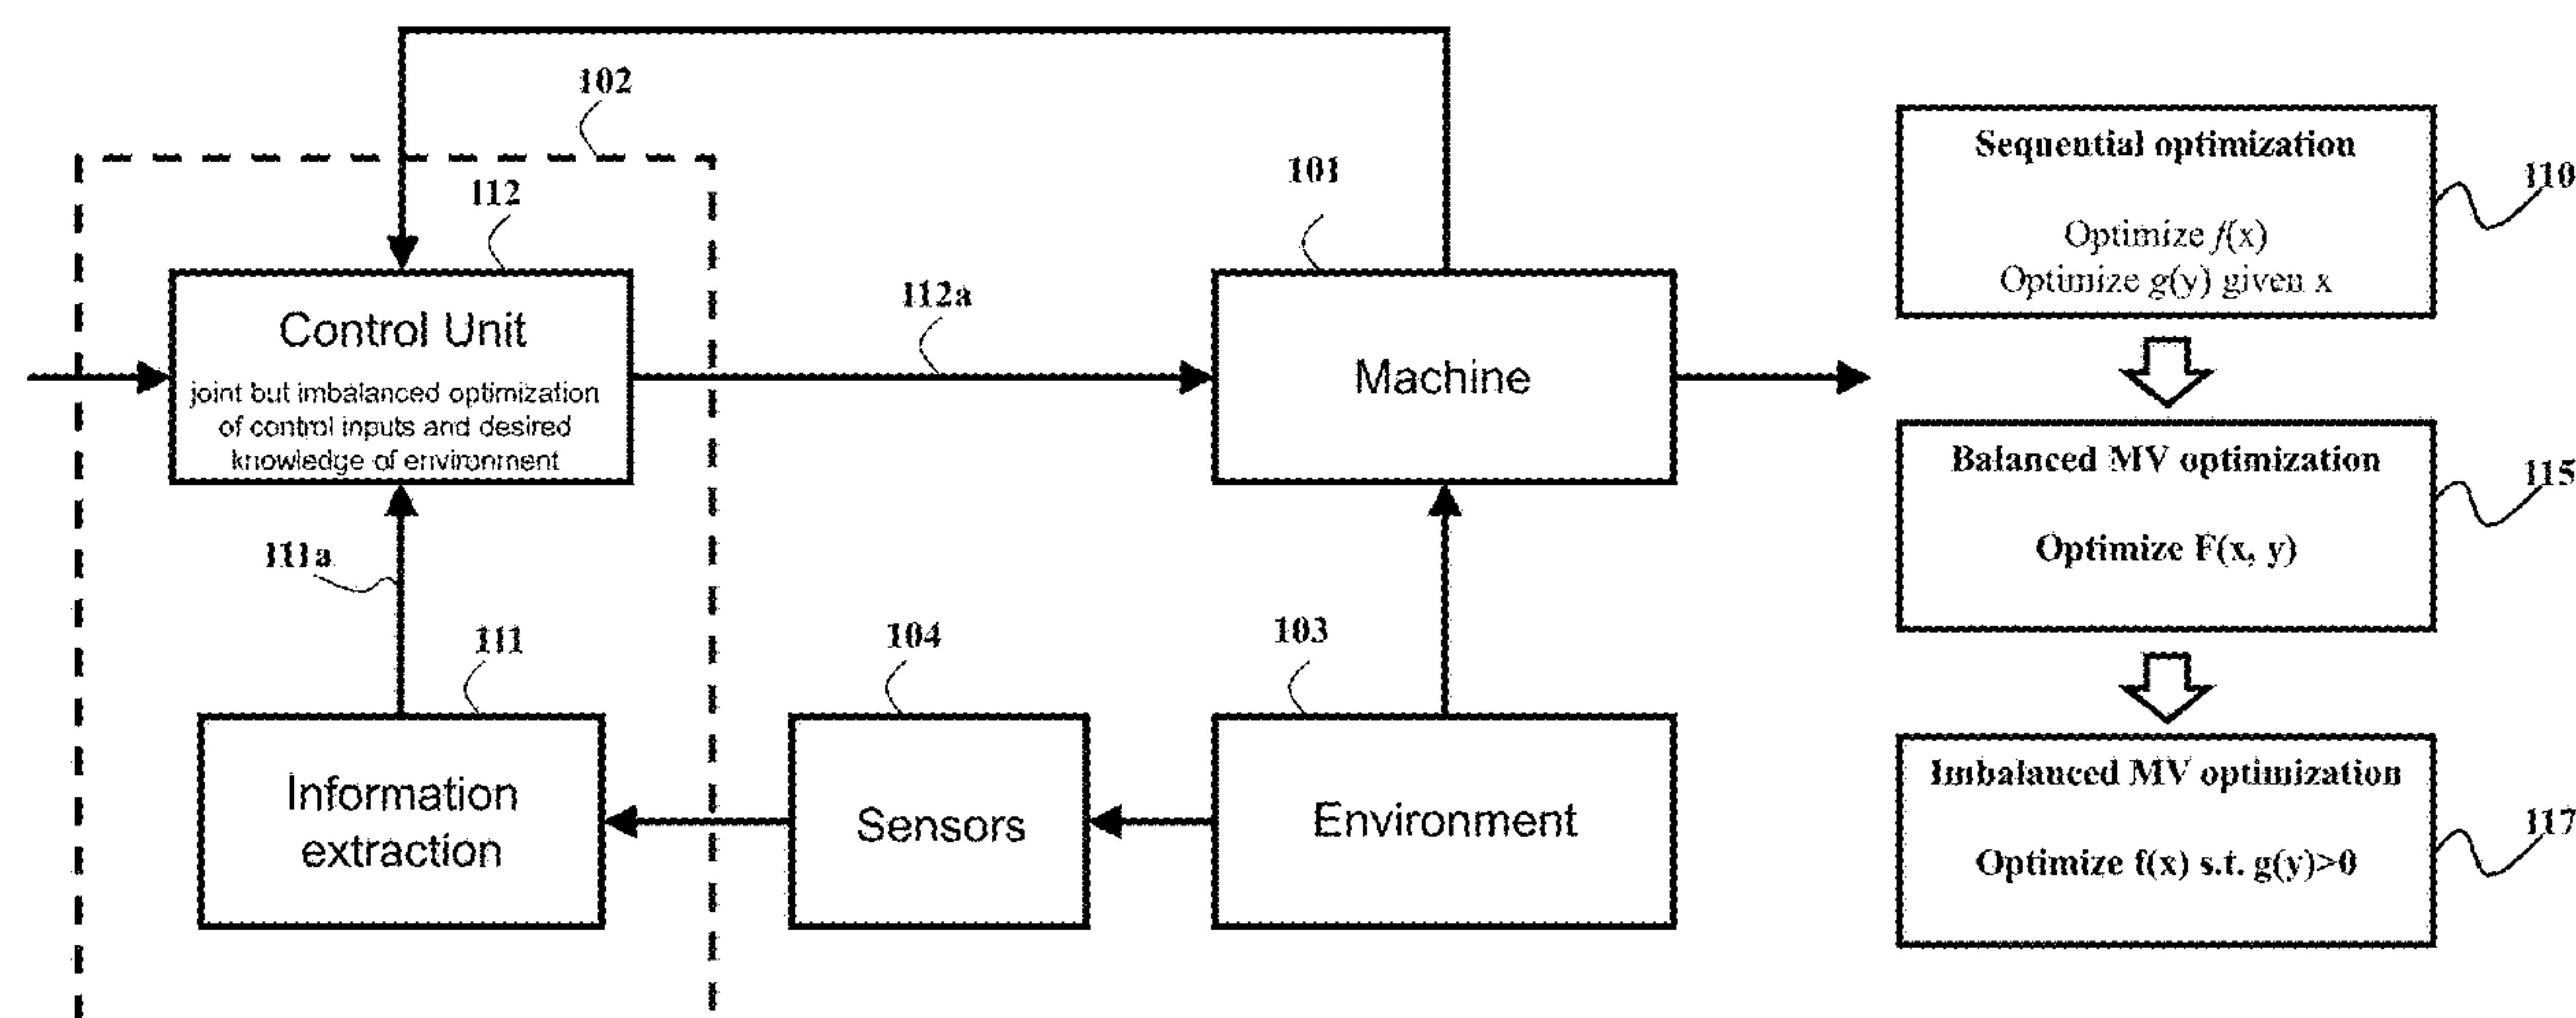 102
112
Control Unit
joint but imbalanced optimization
of control inputs and desired
knowledge of environment
112a
101
Machine
111a
111
Information
extraction
104
Sensors
103
Environment
Sequential optimization
Optimize f(x)
Optimize g(y) given x
110
Balanced MV optimization
Optimize F(x, y)
115
Imbalanced MV optimization
Optimize f(x) s.t. g(y)>0
117